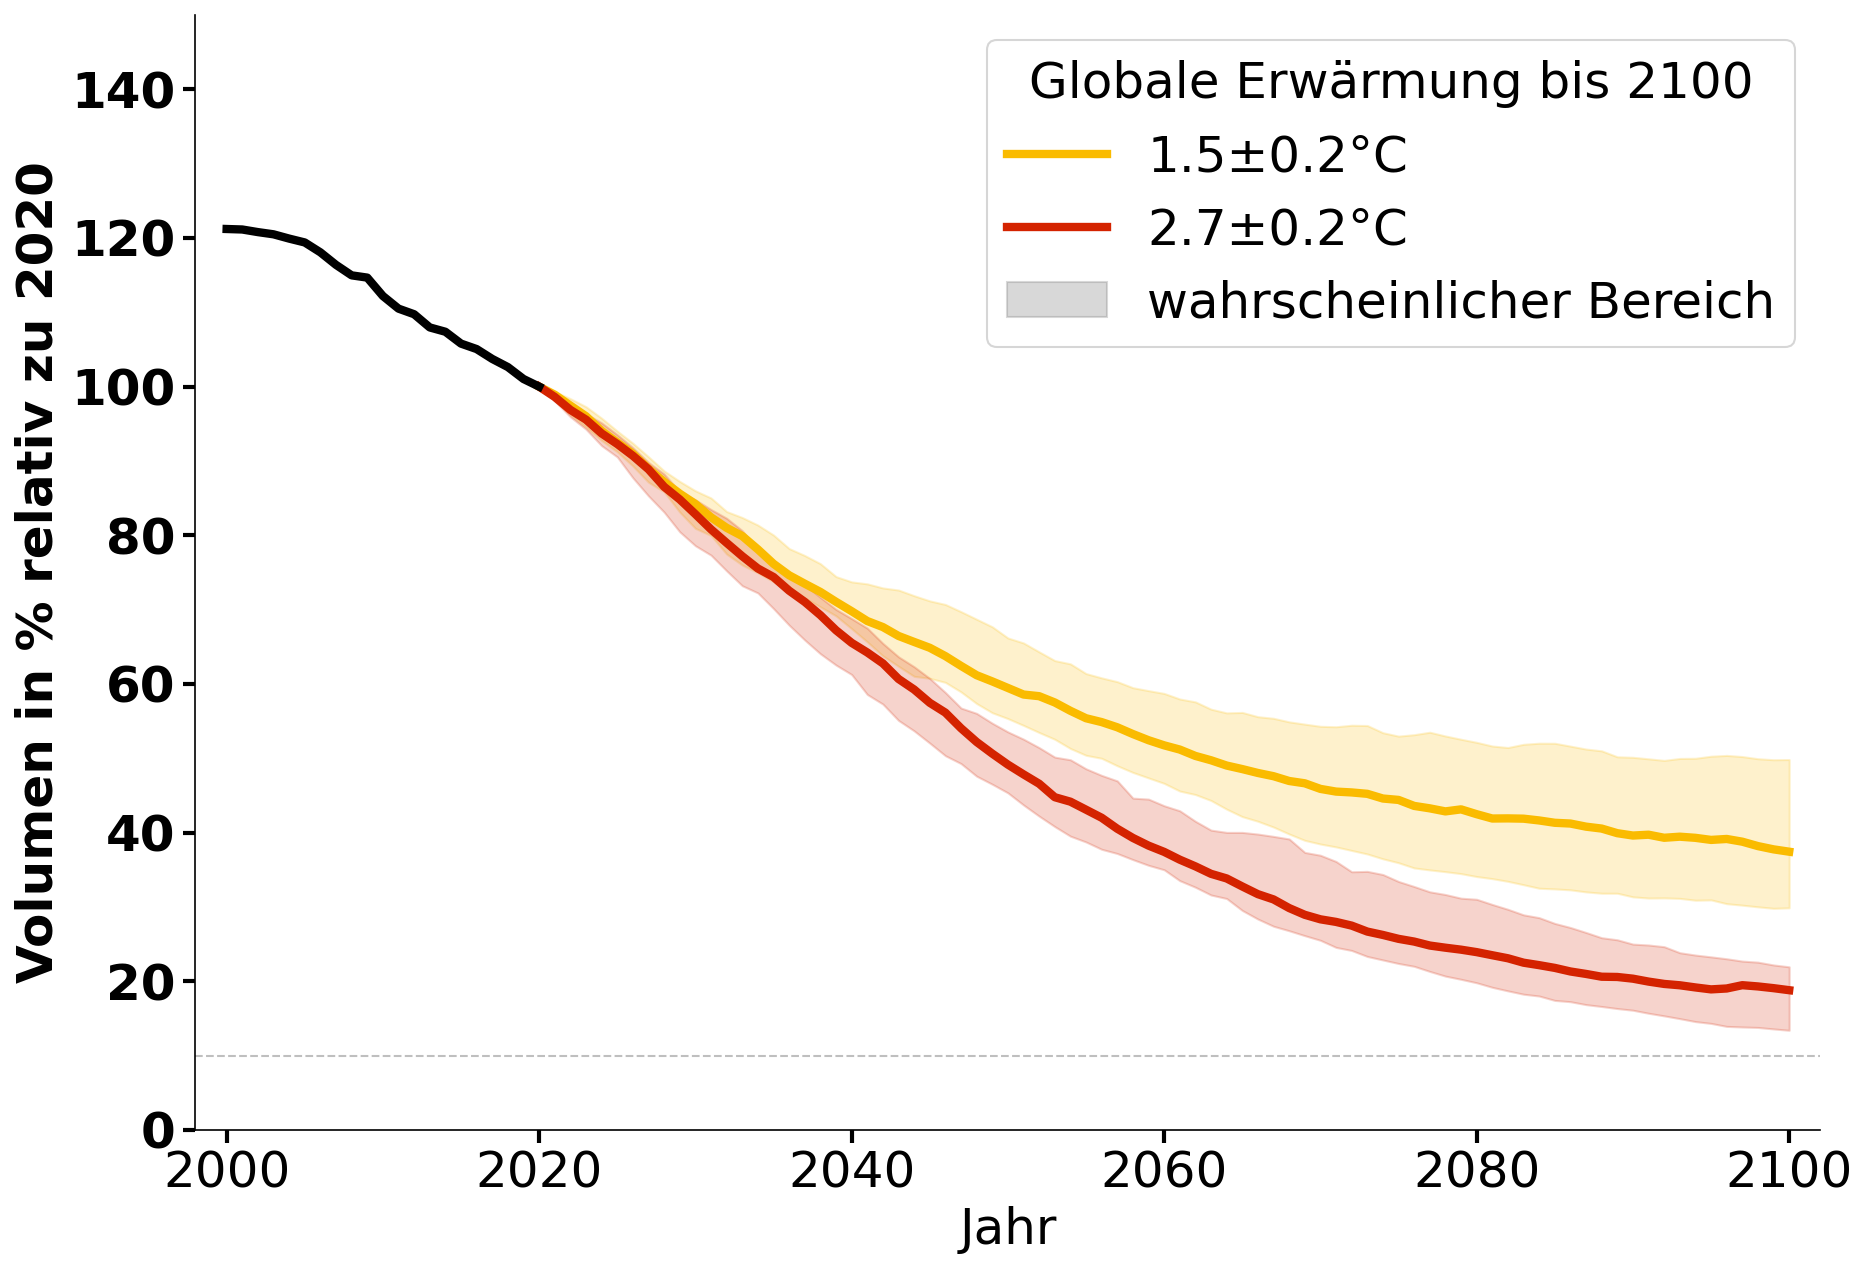 Volumen in % relativ zu 2020
140
120
100
80
60
40
20
0
Globale Erwärmung bis 2100
1.5±0.2°C
2.7±0.2°C
wahrscheinlicher Bereich
2000 2020 2040 2060 2080 2100
Jahr